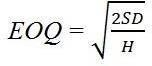 EOQ = √(2SD/H)